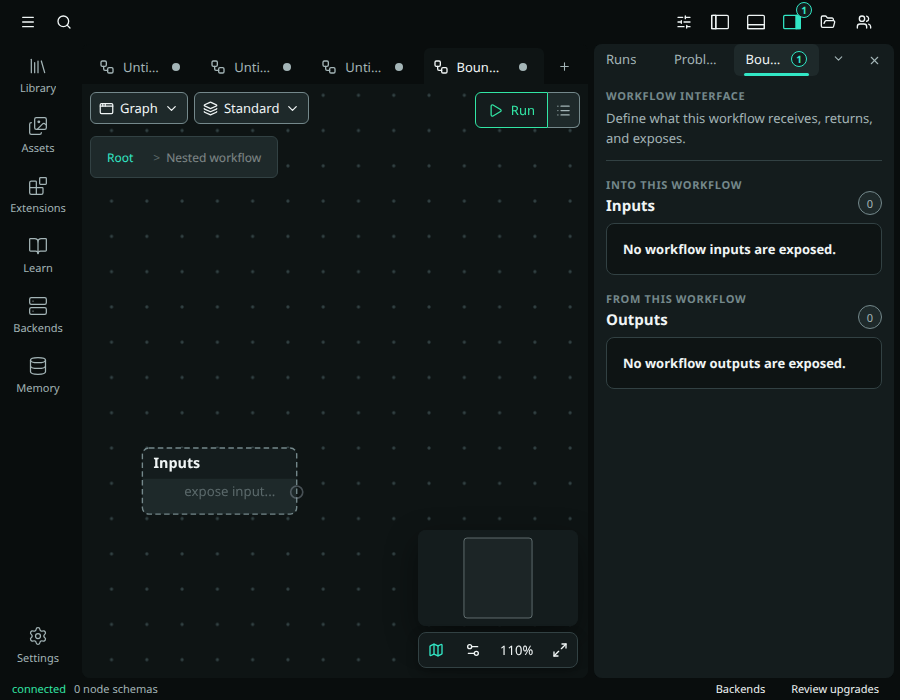 1
Library
Assets
Extensions
Learn
Backends
Memory
Settings
Unti...
Unti...
Unti...
Boun...
Graph
Standard
Run
Root > Nested workflow
Inputs
expose input...
110%
Runs
Probl...
Bou... 1
WORKFLOW INTERFACE
Define what this workflow receives, returns,
and exposes.
INTO THIS WORKFLOW
Inputs 0
No workflow inputs are exposed.
FROM THIS WORKFLOW
Outputs 0
No workflow outputs are exposed.
connected 0 node schemas
Backends
Review upgrades